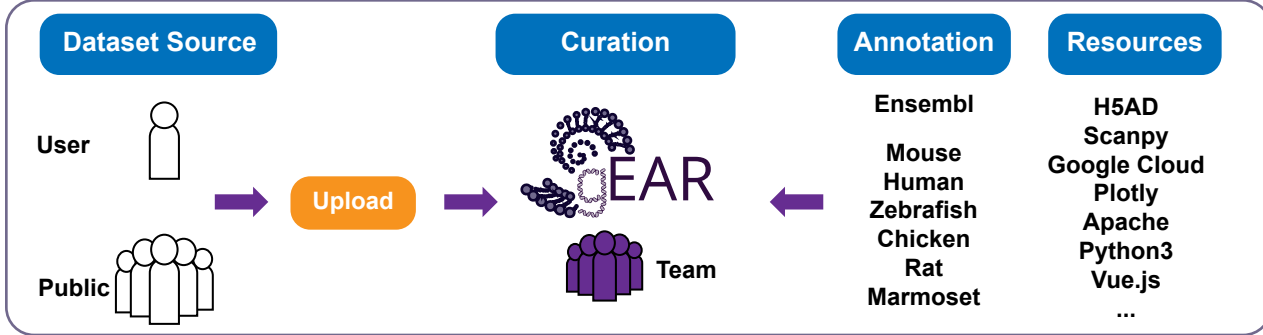 Dataset Source
User
Public
Upload
Curation
gEAR
Team
Annotation
Ensembl
Mouse
Human
Zebrafish
Chicken
Rat
Marmoset
Resources
H5AD
Scanpy
Google Cloud
Plotly
Apache
Python3
Vue.js
...